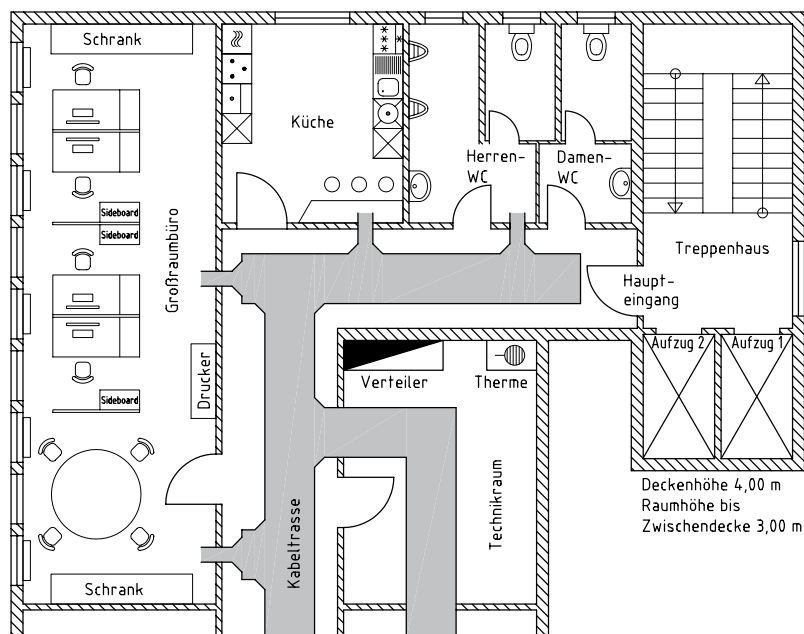 Schrank
Küche
Herren-
WC
Damen-
WC
Sideboard
Sideboard
Großraumbüro
Treppenhaus
Haupt-
eingang
Aufzug 2
Aufzug 1
Drucker
Verteiler
Therme
Sideboard
Deckenhöhe 4,00 m
Raumhöhe bis
Zwischendecke 3,00 m
Technikraum
Kabeltrasse
Schrank